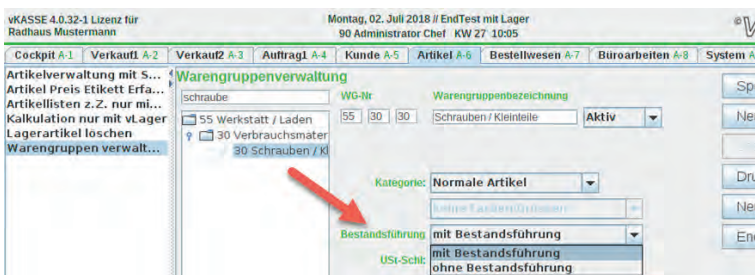 vKASSE 4.0.32-1 Lizenz für
Radhaus Mustermann
Montag, 02. Juli 2018 // EndTest mit Lager
90 Administrator Chef KW 27 10:05
Cockpit A-1 Verkauf1 A-2 Verkauf2 A-3 Auftrag1 A-4 Kunde A-5 Artikel A-6 Bestellwesen A-7 Büroarbeiten A-8 System A
Artikelverwaltung mit S...
Artikel Preis Etikett Erfa...
Artikellisten z.Z. nur mi...
Kalkulation nur mit vLager
Lagerartikel löschen
Warengruppen verwalt...
Warengruppenverwaltung
schraube
55 Werkstatt / Laden
30 Verbrauchsmater
30 Schrauben / Kl
WG-Nr Warengruppenbezeichnung
55 30 30 Schrauben / Kleinteile Aktiv
Kategorie: Normale Artikel
Bestandsführung mit Bestandsführung
mit Bestandsführung
USt-Schl: ohne Bestandsführung
Sp
Ne
Dru
Ne
En